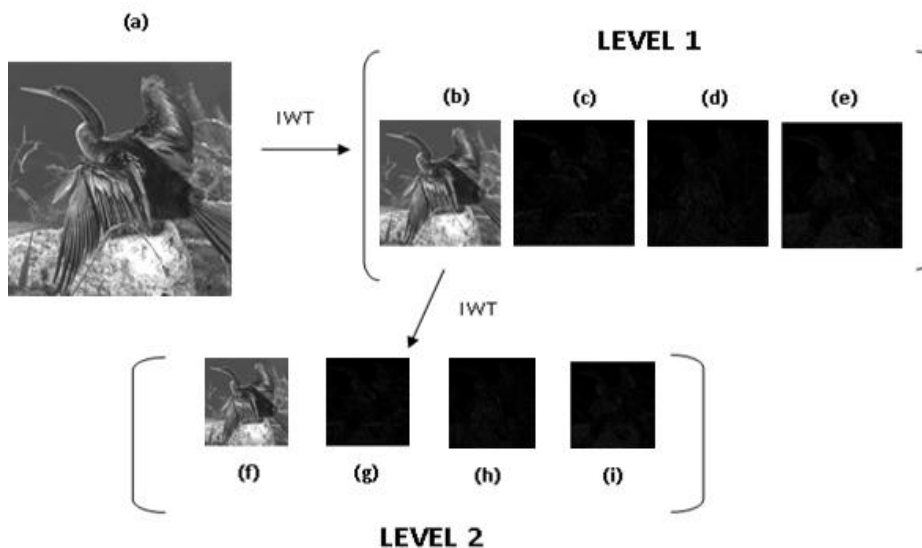 (a)
LEVEL 1
(b) (c) (d) (e)
IWT
IWT
(f) (g) (h) (i)
LEVEL 2